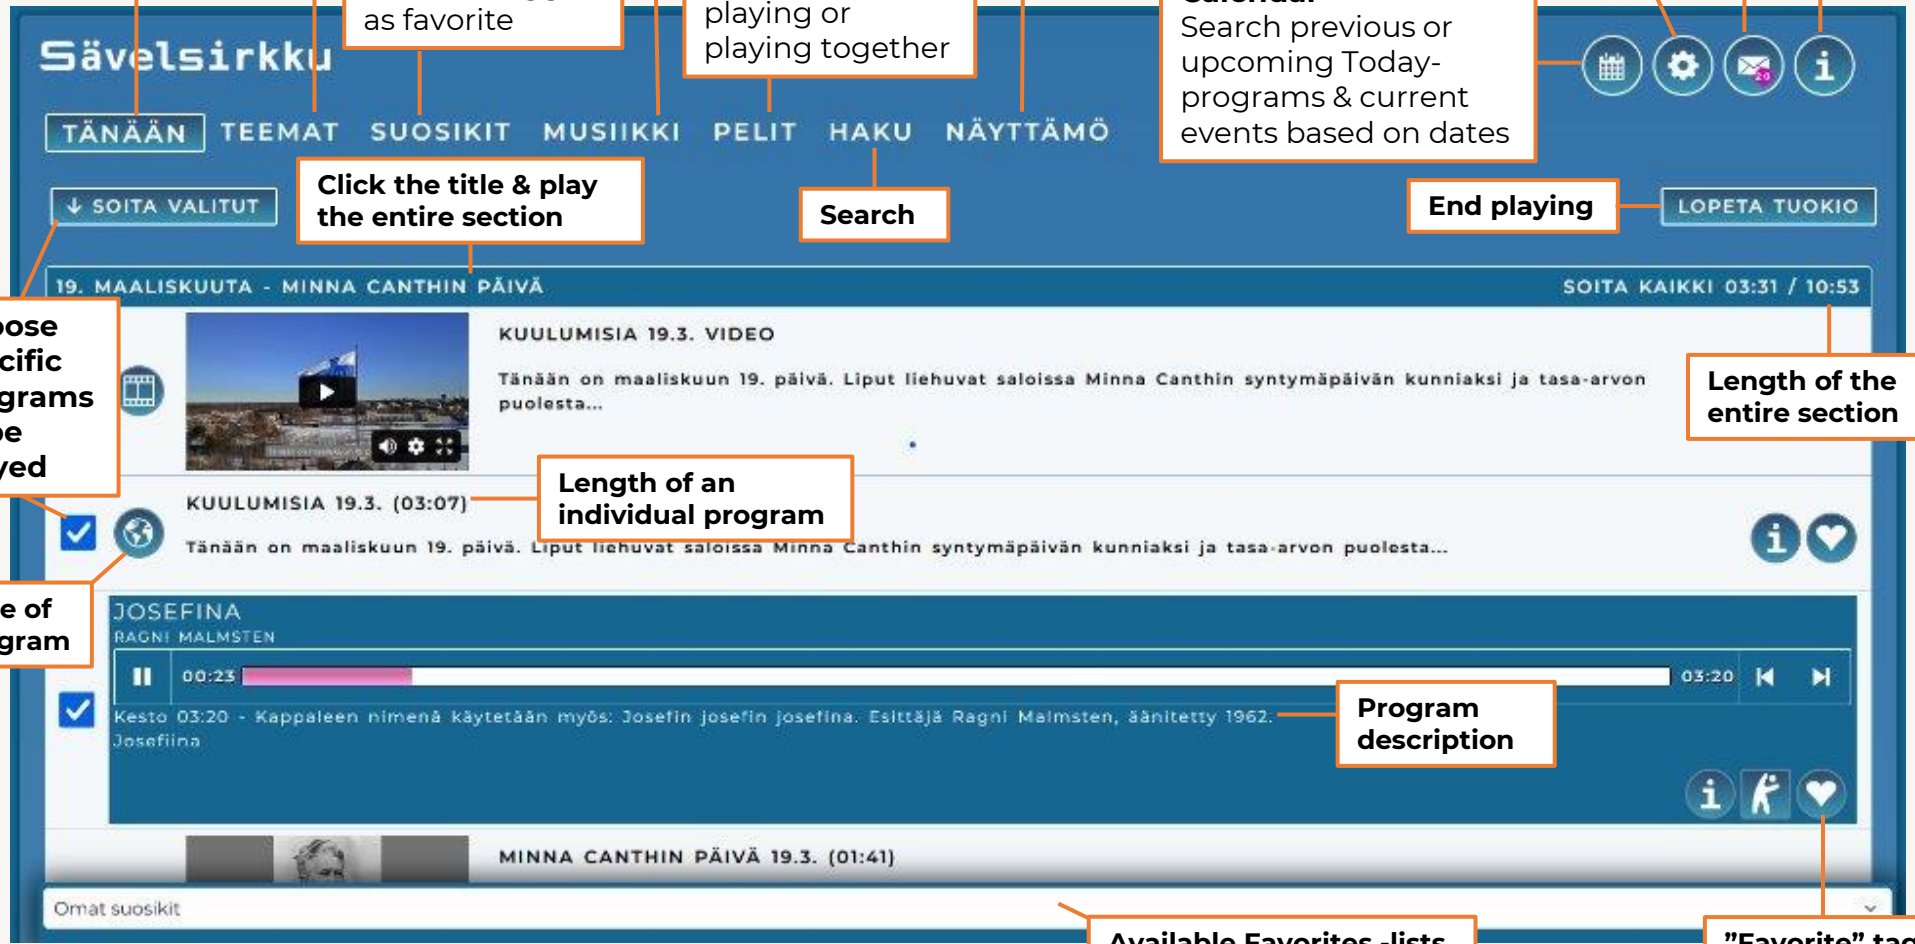 as favorite
playing or
playing together
Calendar
Search previous or
upcoming Today-
programs & current
events based on dates
Sävelsirkku
20
TÄNÄÄN TEEMAT SUOSIKIT MUSIIKKI PELIT HAKU NÄYTTÄMÖ
SOITA VALITUT
Click the title & play
the entire section
Search
End playing
LOPETA TUOKIO
19. MAALISKUUTA - MINNA CANTHIN PÄIVÄ
SOITA KAIKKI 03:31 / 10:53
KUULUMISIA 19.3. VIDEO
Tänään on maaliskuun 19. päivä. Liput liehuvat saloissa Minna Canthin syntymäpäivän kunniaksi ja tasa-arvon
puolesta...
Length of the
entire section
Length of an
individual program
KUULUMISIA 19.3. (03:07)
Tänään on maaliskuun 19. päivä. Liput liehuvat saloissa Minna Canthin syntymäpäivän kunniaksi ja tasa-arvon puolesta...
JOSEFINA
RAGNI MALMSTEN
00:23
03:20
Kesto 03:20 - Kappaleen nimenä käytetään myös: Josefin josefin josefina. Esittäjä Ragni Malmsten, äänitetty 1962.
Josefiina
Program
description
MINNA CANTHIN PÄIVÄ 19.3. (01:41)
Omat suosikit
Available Favorites -lists
"Favorite" tag